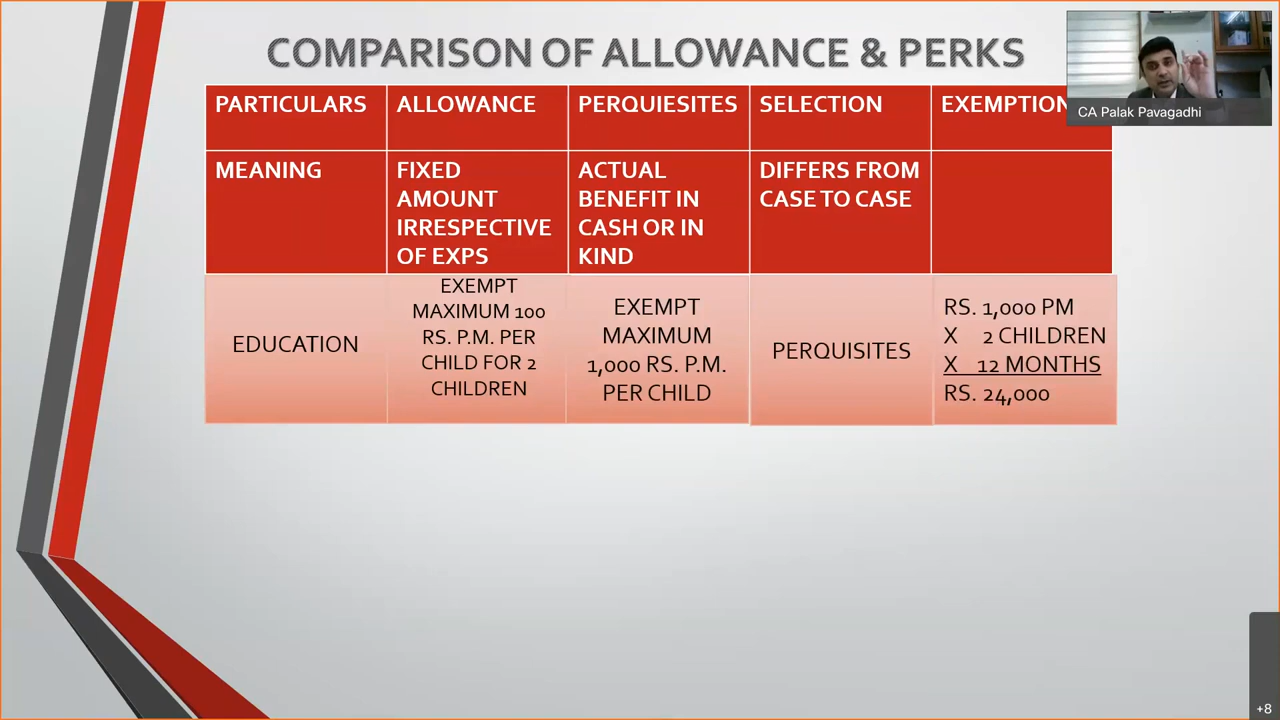 COMPARISON OF ALLOWANCE & PERKS
CA Palak Pavagadhi
PARTICULARS
ALLOWANCE
PERQUIESITES
SELECTION
EXEMPTION
MEANING
FIXED
AMOUNT
IRRESPECTIVE
OF EXPS
ACTUAL
BENEFIT IN
CASH OR IN
KIND
DIFFERS FROM
CASE TO CASE
EDUCATION
EXEMPT
MAXIMUM 100
RS. P.M. PER
CHILD FOR 2
CHILDREN
EXEMPT
MAXIMUM
1,000 RS. P.M.
PER CHILD
PERQUISITES
RS. 1,000 PM
X 2 CHILDREN
X 12 MONTHS
RS. 24,000
+8